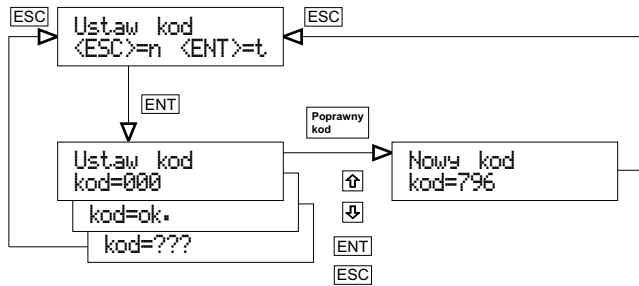 ESC
ESC
Ustaw kod
<ESC>=n <ENT>=t
ENT
Poprawny
kod
Ustaw kod
kod=000
Nowy kod
kod=796
kod=ok.
kod=???
ENT
ESC